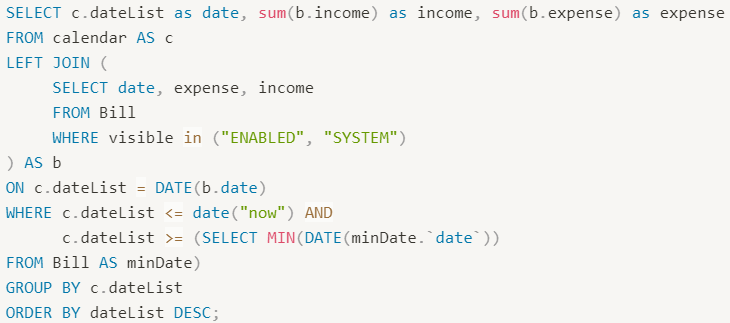 SELECT c.dateList as date, sum(b.income) as income, sum(b.expense) as expense
FROM calendar AS c
LEFT JOIN (
     SELECT date, expense, income
     FROM Bill
     WHERE visible in ("ENABLED", "SYSTEM")
) AS b
ON c.dateList = DATE(b.date)
WHERE c.dateList <= date("now") AND
      c.dateList >= (SELECT MIN(DATE(minDate.`date`))
FROM Bill AS minDate)
GROUP BY c.dateList
ORDER BY dateList DESC;